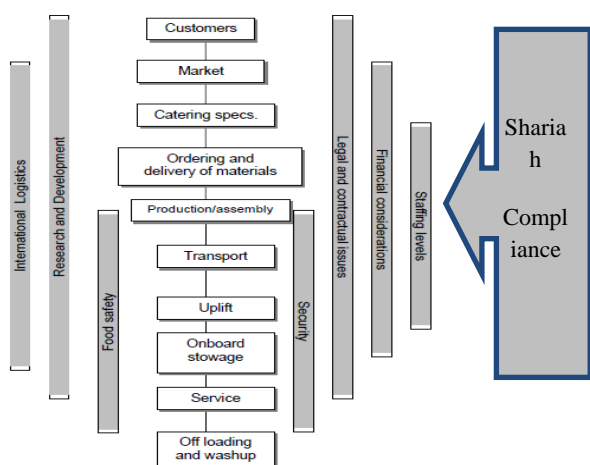 Customers
Market
Catering specs.
Ordering and
delivery of materials
Production/assembly
Transport
Uplift
Onboard
stowage
Service
Off loading
and washup
International Logistics
Research and Development
Food safety
Security
Legal and contractual issues
Financial considerations
Staffing levels
Sharia
h
Compl
iance